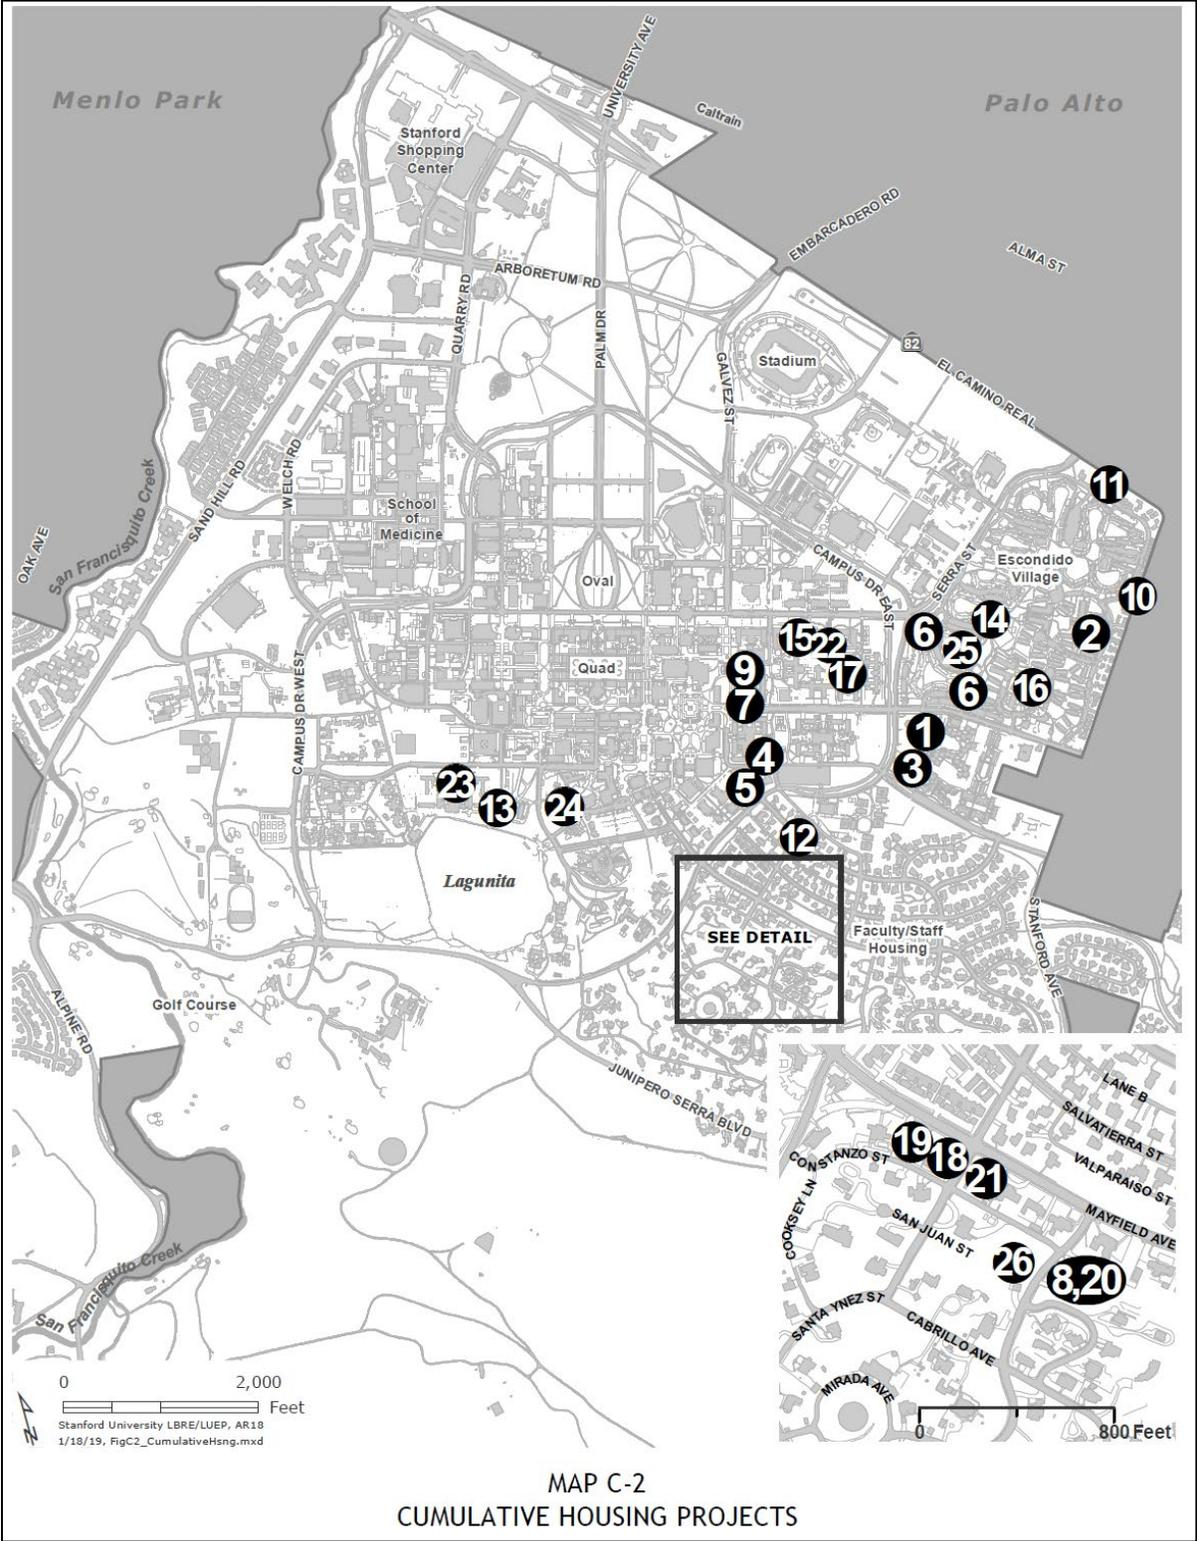 Menlo Park
Palo Alto
UNIVERSITY AVE
Caltrain
Stanford
Shopping
Center
EMBARCADERO RD
ALMA ST
ARBORETUM RD
QUARRY RD
PALM DR
GALVEZ ST
Stadium
82
EL CAMINO REAL
SAND HILL RD
WELCH RD
San Francisquito Creek
OAK AVE
School
of
Medicine
11
CAMPUS DR EAST
SERRA ST
Escondido
Village
Oval
10
14
2
6
15
22
25
9
17
Quad
6
16
7
CAMPUS DR WEST
1
4
3
23
5
13
24
12
Lagunita
SEE DETAIL
Faculty/Staff
Housing
STANFORD AVE
Golf Course
ALPINE RD
JUNIPERO SERRA BLVD
San Francisquito Creek
LANE B
SALVATIERRA ST
VALPARAISO ST
MAYFIELD AVE
19
18
21
CONSTANZO ST
COOKSEY LN
SAN JUAN ST
26
8,20
SANTA YNEZ ST
CABRILLO AVE
MIRADA AVE
0 800 Feet
0 2,000
Feet
N
Stanford University LBRE/LUEP, AR18
1/18/19, FigC2_CumulativeHsng.mxd
MAP C-2
CUMULATIVE HOUSING PROJECTS